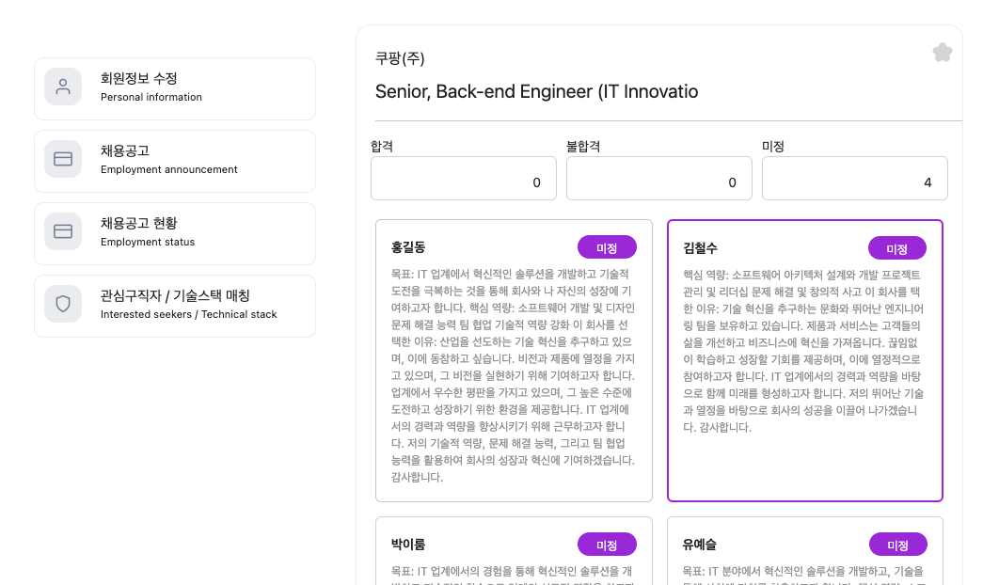 회원정보 수정
Personal information
채용공고
Employment announcement
채용공고 현황
Employment status
관심구직자 / 기술스택 매칭
Interested seekers / Technical stack
쿠팡(주)
Senior, Back-end Engineer (IT Innovatio
합격
불합격
미정
0
0
4
홍길동
미정
목표: IT 업계에서 혁신적인 솔루션을 개발하고 기술적
도전을 극복하는 것을 통해 회사와 나 자신의 성장에 기
여하고자 합니다. 핵심 역량: 소프트웨어 개발 및 디자인
문제 해결 능력 팀 협업 기술적 역량 강화 이 회사를 선
택한 이유: 산업을 선도하는 기술 혁신을 추구하고 있으
며, 이에 동참하고 싶습니다. 비전과 제품에 열정을 가지
고 있으며, 그 비전을 실현하기 위해 기여하고자 합니다.
업계에서 우수한 평판을 가지고 있으며, 그 높은 수준에
도전하고 성장하기 위한 환경을 제공합니다. IT 업계에
서의 경력과 역량을 향상시키기 위해 근무하고자 합니
다. 저의 기술적 역량, 문제 해결 능력, 그리고 팀 협업
능력을 활용하여 회사의 성장과 혁신에 기여하겠습니다.
감사합니다.
김철수
미정
핵심 역량: 소프트웨어 아키텍처 설계와 개발 프로젝트
관리 및 리더십 문제 해결 및 창의적 사고 이 회사를 택
한 이유: 기술 혁신을 추구하는 문화와 뛰어난 엔지니어
링 팀을 보유하고 있습니다. 제품과 서비스는 고객들의
삶을 개선하고 비즈니스에 혁신을 가져옵니다. 끊임없
이 학습하고 성장할 기회를 제공하며, 이에 열정적으로
참여하고자 합니다. IT 업계에서의 경력과 역량을 바탕
으로 함께 미래를 형성하고자 합니다. 저의 뛰어난 기술
과 열정을 바탕으로 회사의 성공을 이끌어 나가겠습니
다. 감사합니다.
박이룸
미정
목표: IT 업계에서의 경험을 통해 혁신적인 솔루션을 개
유예슬
미정
목표: IT 분야에서 혁신적인 솔루션을 개발하고, 기술을